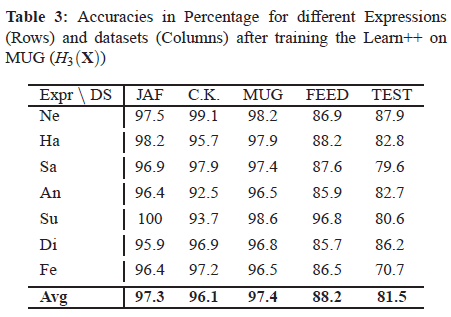 Table 3: Accuracies in Percentage for different Expressions
(Rows) and datasets (Columns) after training the Learn++ on
MUG (H3(X))
Expr \ DS JAF C.K. MUG FEED TEST
Ne 97.5 99.1 98.2 86.9 87.9
Ha 98.2 95.7 97.9 88.2 82.8
Sa 96.9 97.9 97.4 87.6 79.6
An 96.4 92.5 96.5 85.9 82.7
Su 100 93.7 98.6 96.8 80.6
Di 95.9 96.9 96.8 85.7 86.2
Fe 96.4 97.2 96.5 86.5 70.7
Avg 97.3 96.1 97.4 88.2 81.5